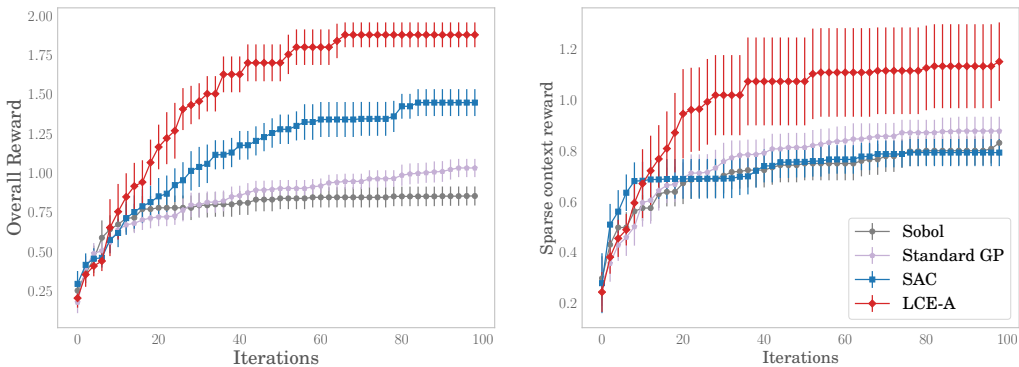 Overall Reward
2.00
1.75
1.50
1.25
1.00
0.75
0.50
0.25
0 20 40 60 80 100
Iterations
Sparse context reward
1.2
1.0
0.8
0.6
0.4
0.2
0 20 40 60 80 100
Iterations
Sobol
Standard GP
SAC
LCE-A